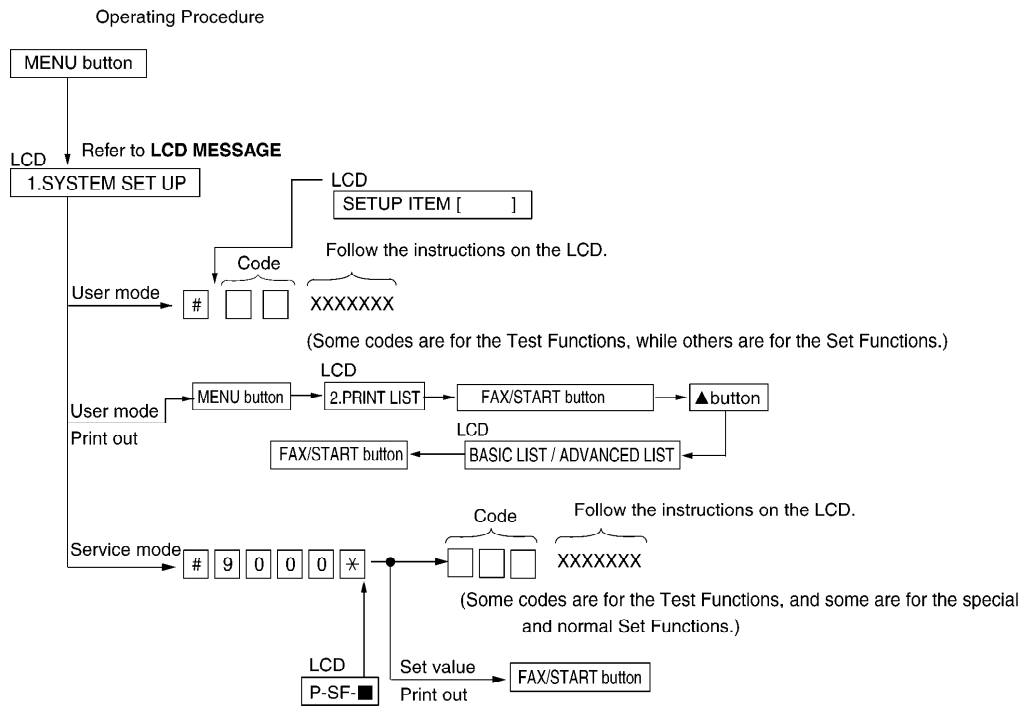 Operating Procedure
MENU button
Refer to LCD MESSAGE
LCD
1.SYSTEM SET UP
LCD
SETUP ITEM [ ]
Follow the instructions on the LCD.
Code
User mode
# XXXXXXX
(Some codes are for the Test Functions, while others are for the Set Functions.)
LCD
User mode
Print out
MENU button
2.PRINT LIST
FAX/START button
▲button
LCD
FAX/START button
BASIC LIST / ADVANCED LIST
Code
Follow the instructions on the LCD.
Service mode
# 9 0 0 0 * XXXXXXX
(Some codes are for the Test Functions, and some are for the special
and normal Set Functions.)
LCD
P-SF-■
Set value
Print out
FAX/START button